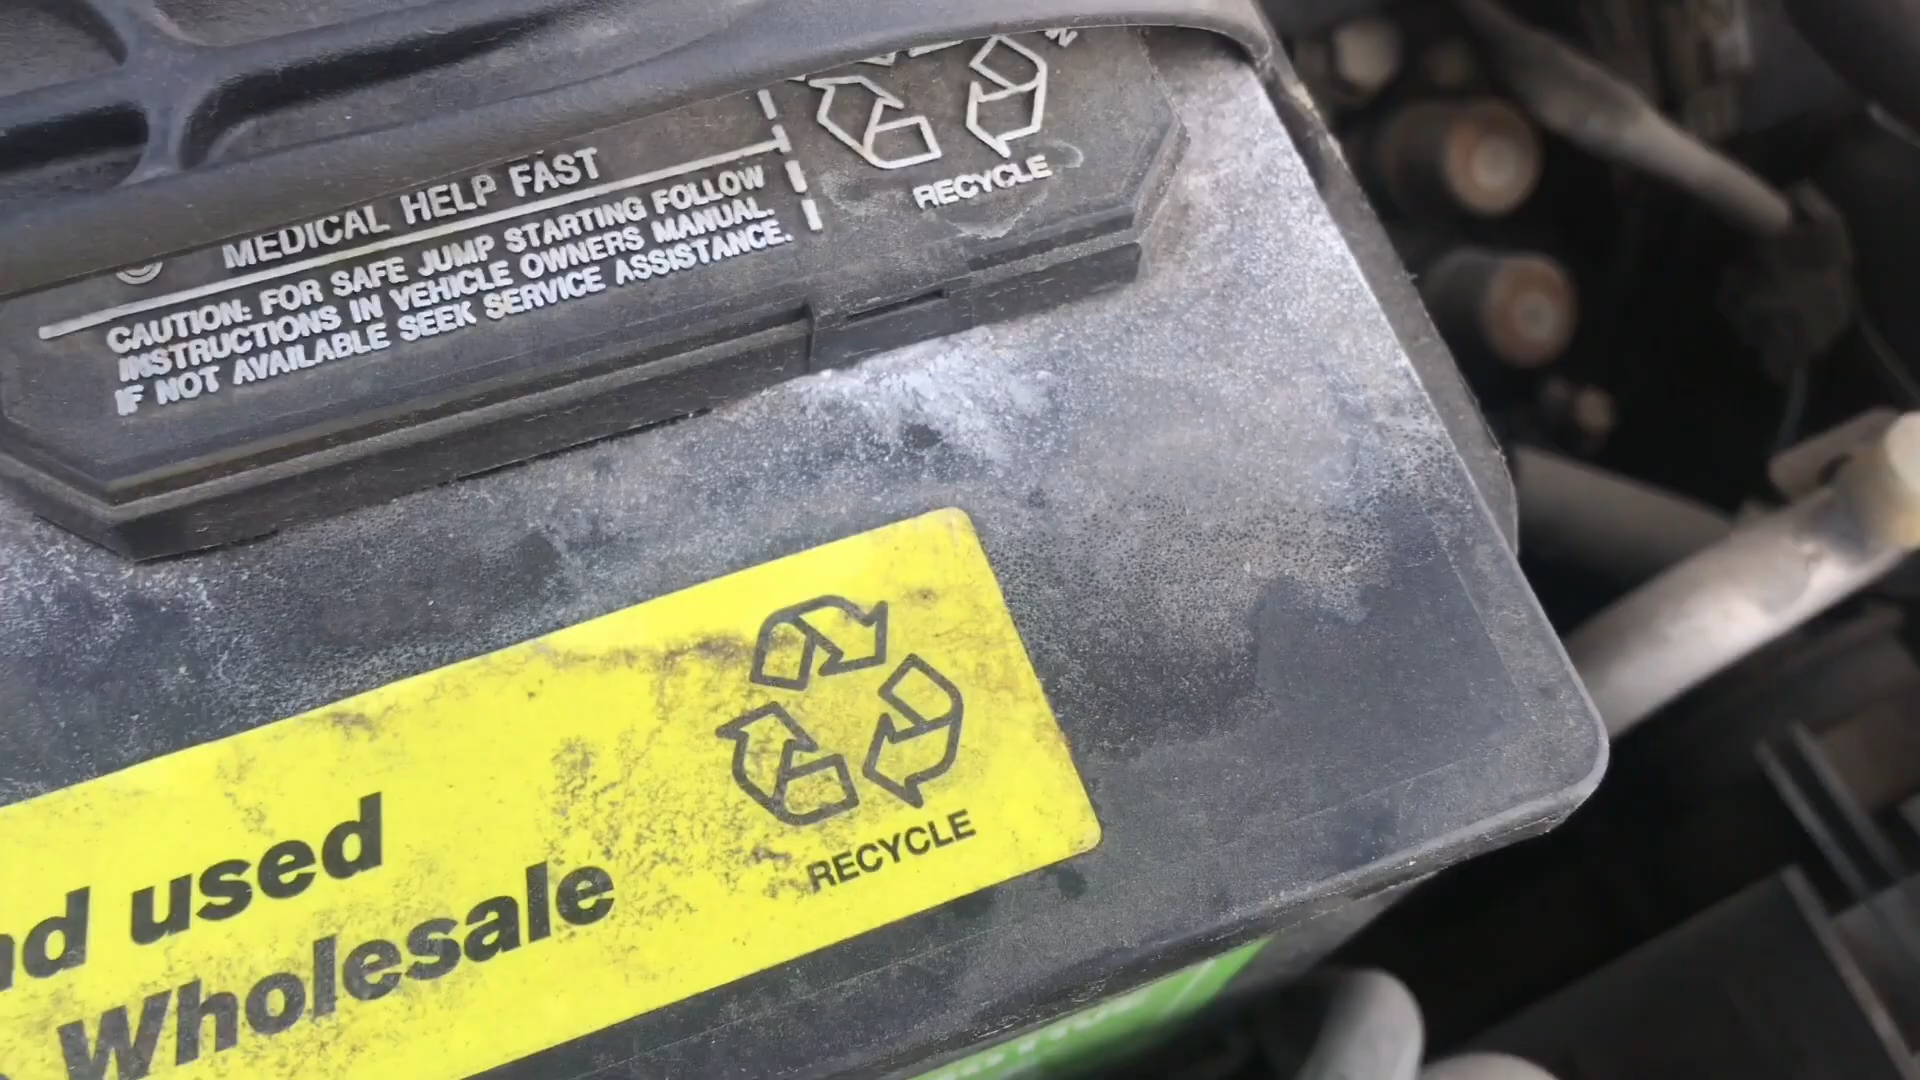 MEDICAL HELP FAST
CAUTION: FOR SAFE JUMP STARTING FOLLOW
INSTRUCTIONS IN VEHICLE OWNERS MANUAL.
IF NOT AVAILABLE SEEK SERVICE ASSISTANCE.
RECYCLE
RECYCLE
used
Wholesale